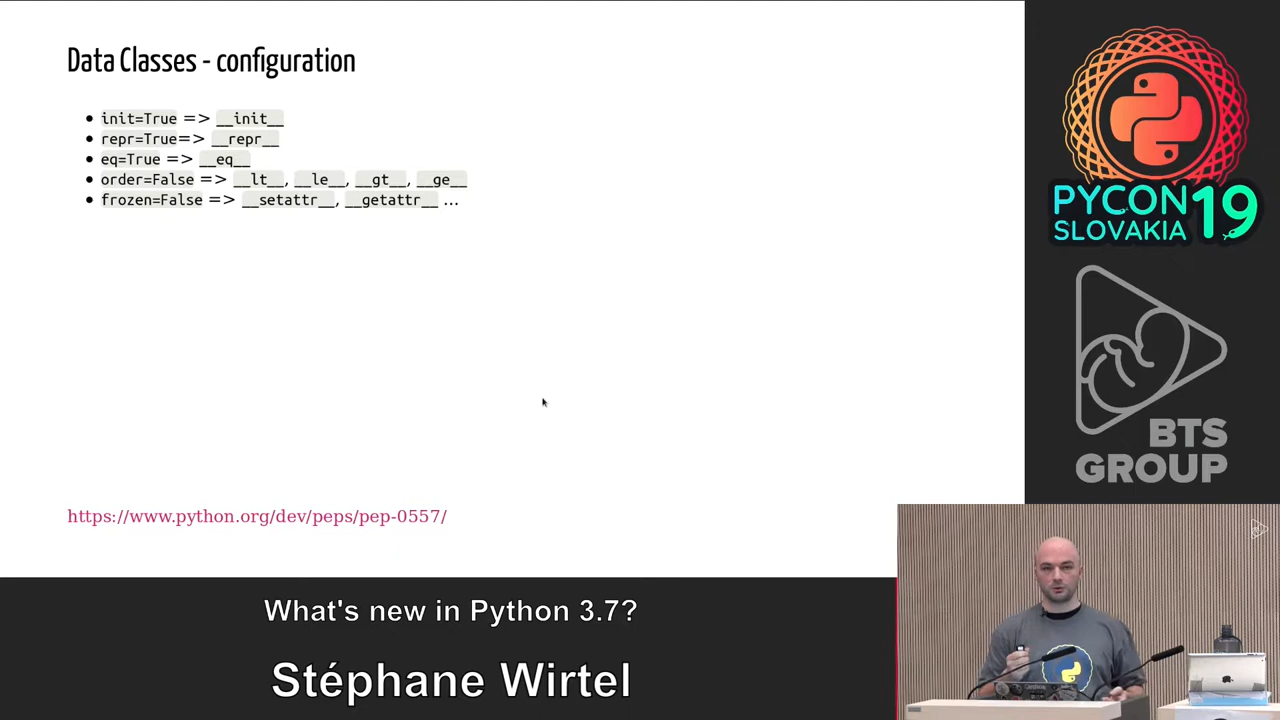 Data Classes - configuration
init=True => __init__
repr=True=> __repr__
eq=True => __eq__
order=False => __lt__, __le__, __gt__, __ge__
frozen=False => __setattr__, __getattr__ ...
https://www.python.org/dev/peps/pep-0557/
PYCON 19
SLOVAKIA
BTS
GROUP
What's new in Python 3.7?
Stéphane Wirtel